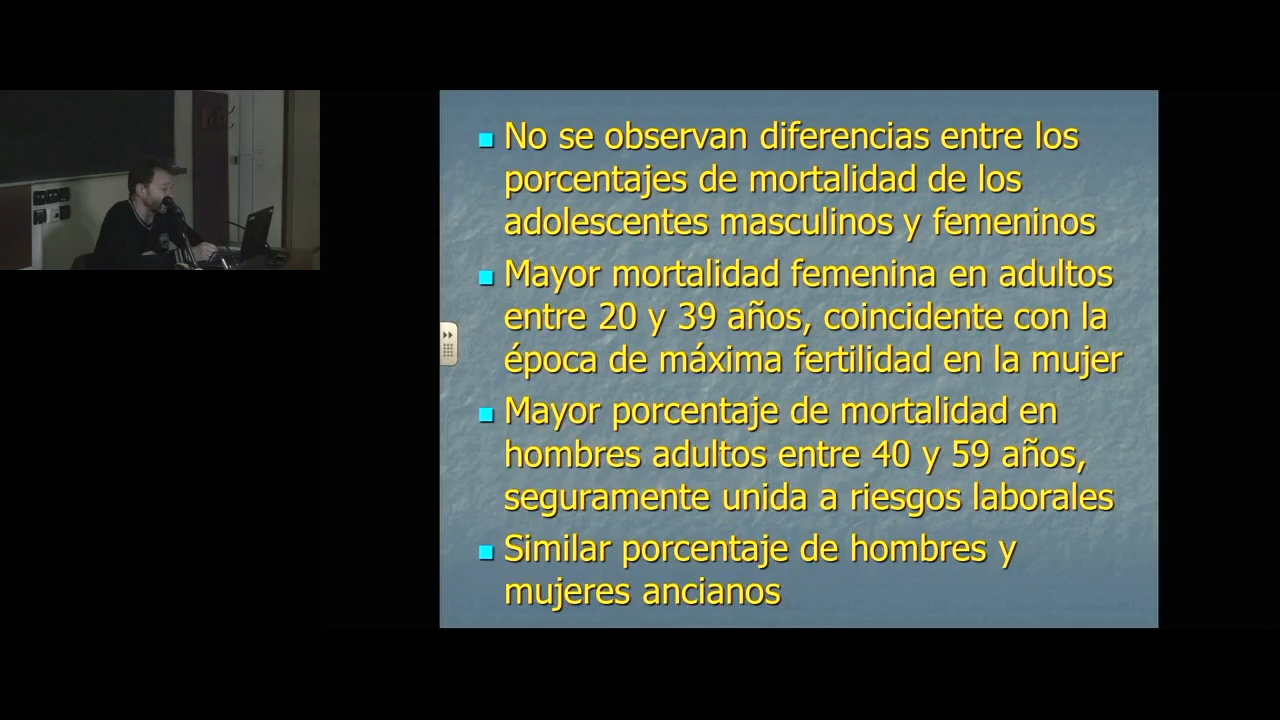 No se observan diferencias entre los
porcentajes de mortalidad de los
adolescentes masculinos y femeninos
Mayor mortalidad femenina en adultos
entre 20 y 39 años, coincidente con la
época de máxima fertilidad en la mujer
Mayor porcentaje de mortalidad en
hombres adultos entre 40 y 59 años,
seguramente unida a riesgos laborales
Similar porcentaje de hombres y
mujeres ancianos